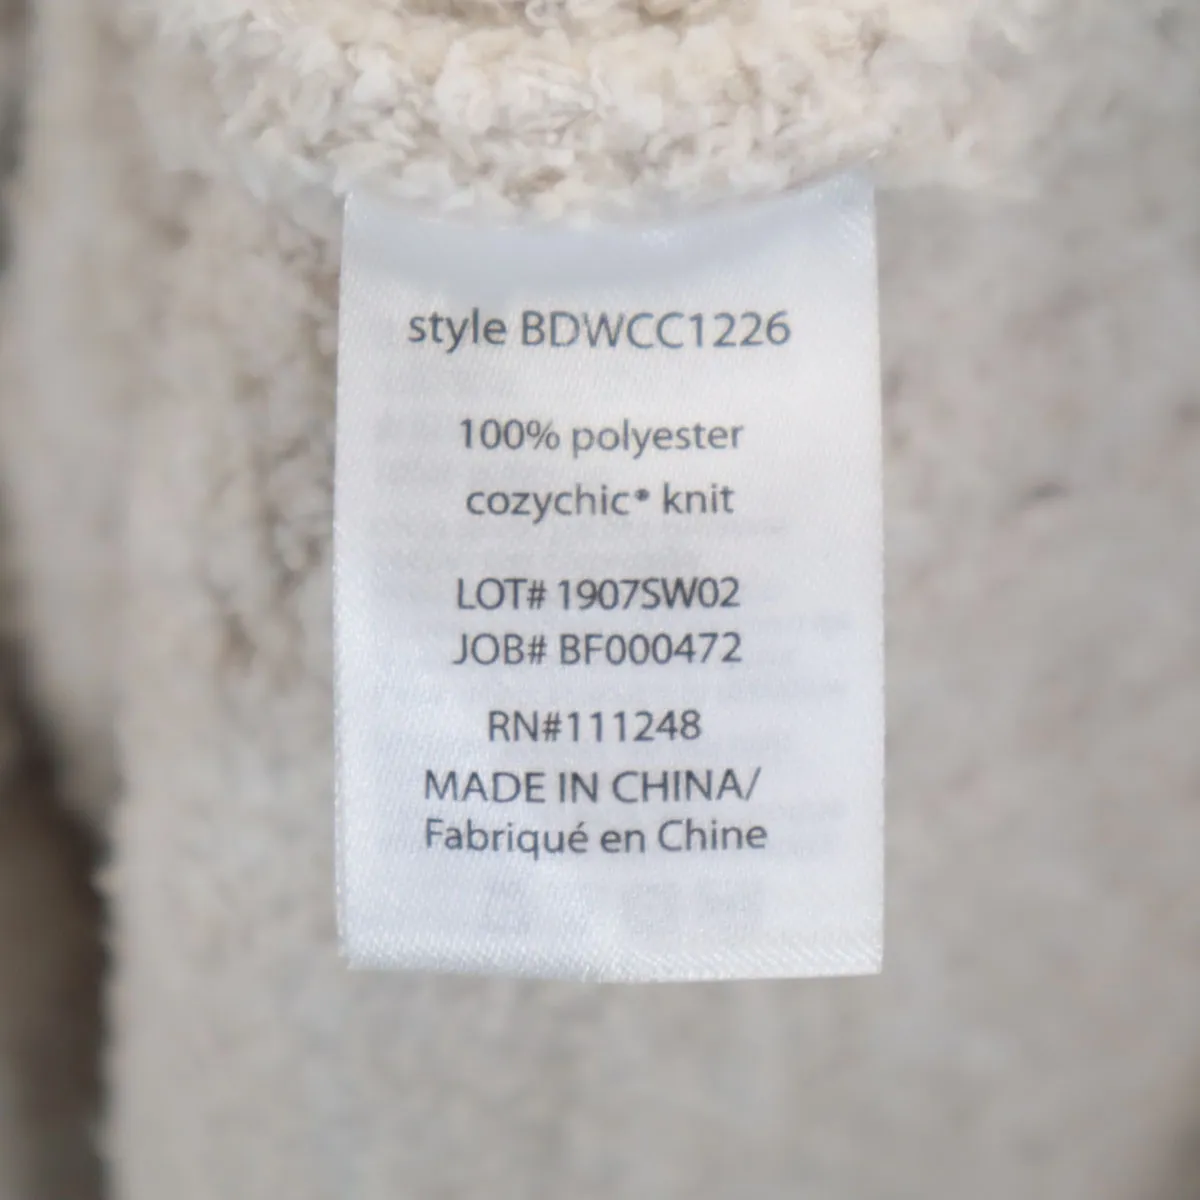 style BDWCC1226
100% polyester
cozychic® knit
LOT# 1907SW02
JOB# BF000472
RN#111248
MADE IN CHINA/
Fabriqué en Chine